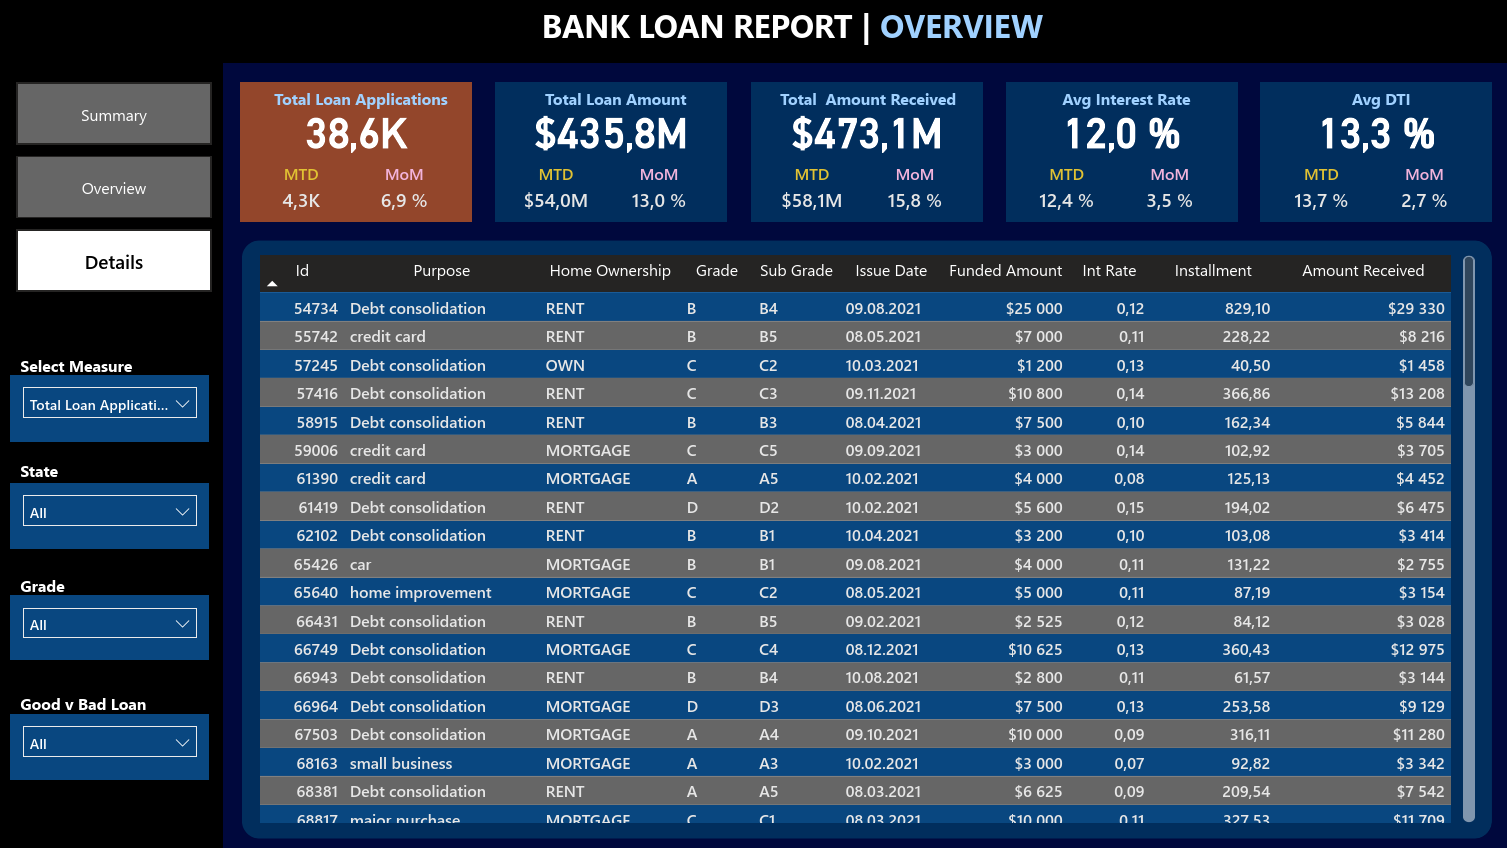 BANK LOAN REPORT | OVERVIEW
Summary
Overview
Details
Select Measure
Total Loan Applicati...
State
All
Grade
All
Good v Bad Loan
All
Total Loan Applications
38,6K
MTD MoM
4,3K 6,9 %
Total Loan Amount
$435,8M
MTD MoM
$54,0M 13,0 %
Total Amount Received
$473,1M
MTD MoM
$58,1M 15,8 %
Avg Interest Rate
12,0 %
MTD MoM
12,4 % 3,5 %
Avg DTI
13,3 %
MTD MoM
13,7 % 2,7 %
Id Purpose Home Ownership Grade Sub Grade Issue Date Funded Amount Int Rate Installment Amount Received
54734 Debt consolidation RENT B B4 09.08.2021 $25 000 0,12 829,10 $29 330
55742 credit card RENT B B5 08.05.2021 $7 000 0,11 228,22 $8 216
57245 Debt consolidation OWN C C2 10.03.2021 $1 200 0,13 40,50 $1 458
57416 Debt consolidation RENT C C3 09.11.2021 $10 800 0,14 366,86 $13 208
58915 Debt consolidation RENT B B3 08.04.2021 $7 500 0,10 162,34 $5 844
59006 credit card MORTGAGE C C5 09.09.2021 $3 000 0,14 102,92 $3 705
61390 credit card MORTGAGE A A5 10.02.2021 $4 000 0,08 125,13 $4 452
61419 Debt consolidation RENT D D2 10.02.2021 $5 600 0,15 194,02 $6 475
62102 Debt consolidation RENT B B1 10.04.2021 $3 200 0,10 103,08 $3 414
65426 car MORTGAGE B B1 09.08.2021 $4 000 0,11 131,22 $2 755
65640 home improvement MORTGAGE C C2 08.05.2021 $5 000 0,11 87,19 $3 154
66431 Debt consolidation RENT B B5 09.02.2021 $2 525 0,12 84,12 $3 028
66749 Debt consolidation MORTGAGE C C4 08.12.2021 $10 625 0,13 360,43 $12 975
66943 Debt consolidation RENT B B4 10.08.2021 $2 800 0,11 61,57 $3 144
66964 Debt consolidation MORTGAGE D D3 08.06.2021 $7 500 0,13 253,58 $9 129
67503 Debt consolidation MORTGAGE A A4 09.10.2021 $10 000 0,09 316,11 $11 280
68163 small business MORTGAGE A A3 10.02.2021 $3 000 0,07 92,82 $3 342
68381 Debt consolidation RENT A A5 08.03.2021 $6 625 0,09 209,54 $7 542
68817 major purchase MORTGAGE C C1 08.03.2021 $10 000 0,11 327,53 $11 709